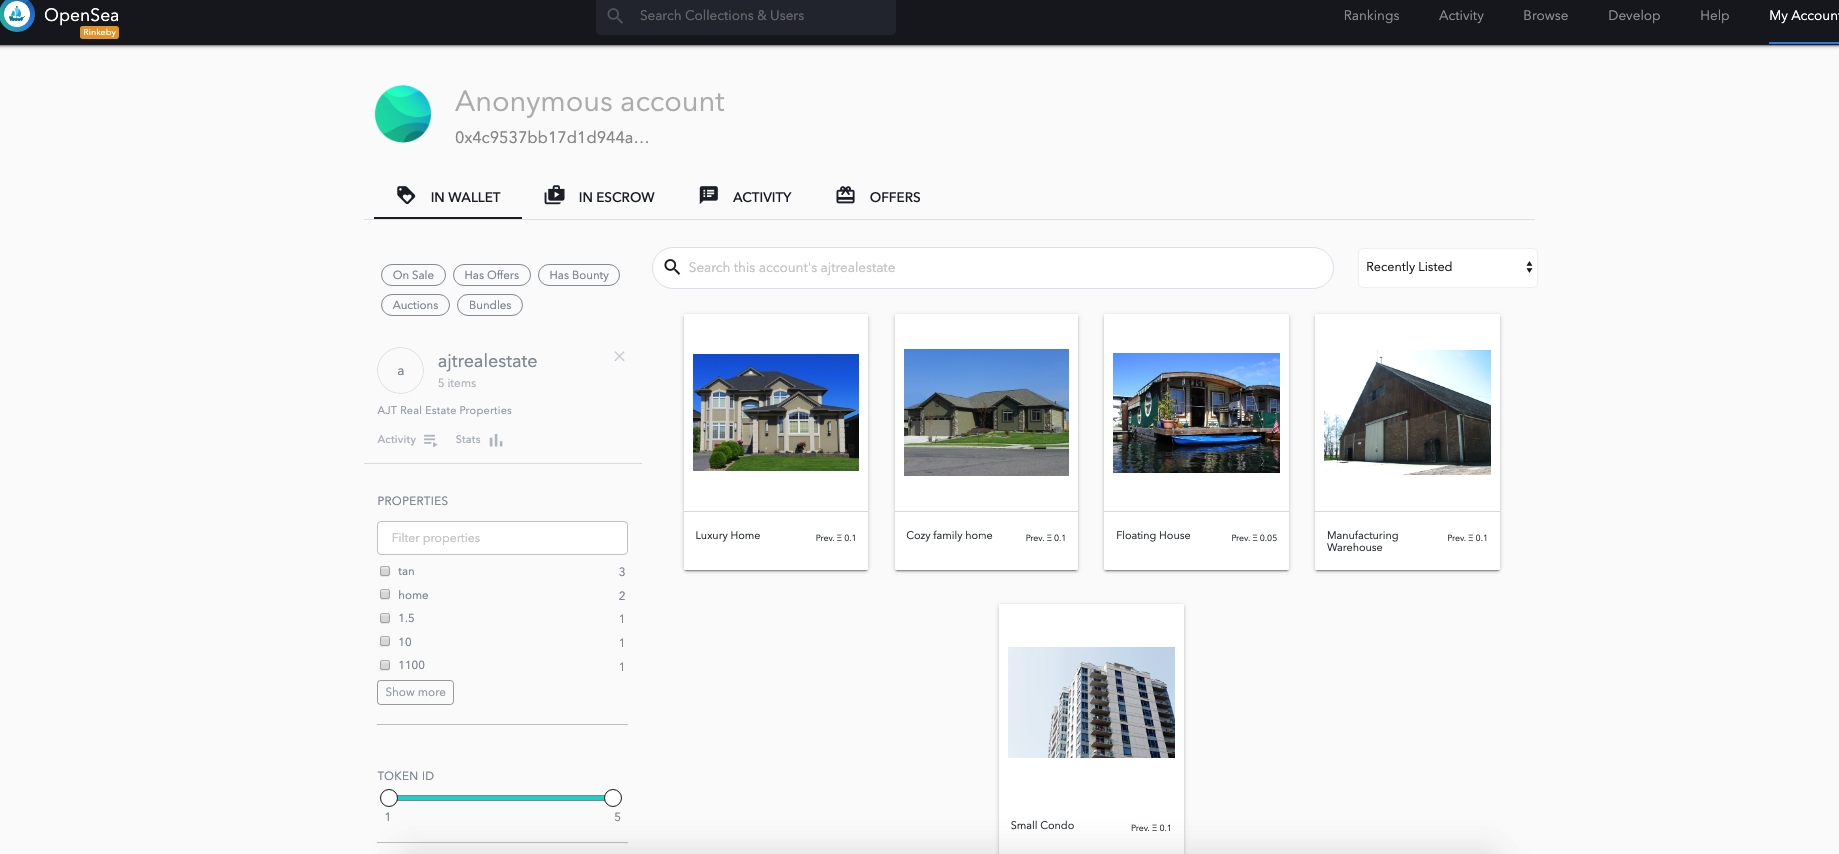 OpenSea
Rinkeby
Search Collections & Users
Rankings
Activity
Browse
Develop
Help
My Accoun
Anonymous account
0x4c9537bb17d1d944a...
IN WALLET
IN ESCROW
ACTIVITY
OFFERS
On Sale
Has Offers
Has Bounty
Auctions
Bundles
Search this account's ajtrealestate
Recently Listed
a
ajtrealestate
5 items
AJT Real Estate Properties
Activity
Stats
PROPERTIES
Filter properties
tan 3
home 2
1.5 1
10 1
1100 1
Show more
TOKEN ID
1 5
Luxury Home
Prev. Ξ 0.1
Cozy family home
Prev. Ξ 0.1
Floating House
Prev. Ξ 0.05
Manufacturing
Warehouse
Prev. Ξ 0.1
Small Condo
Prev. Ξ 0.1